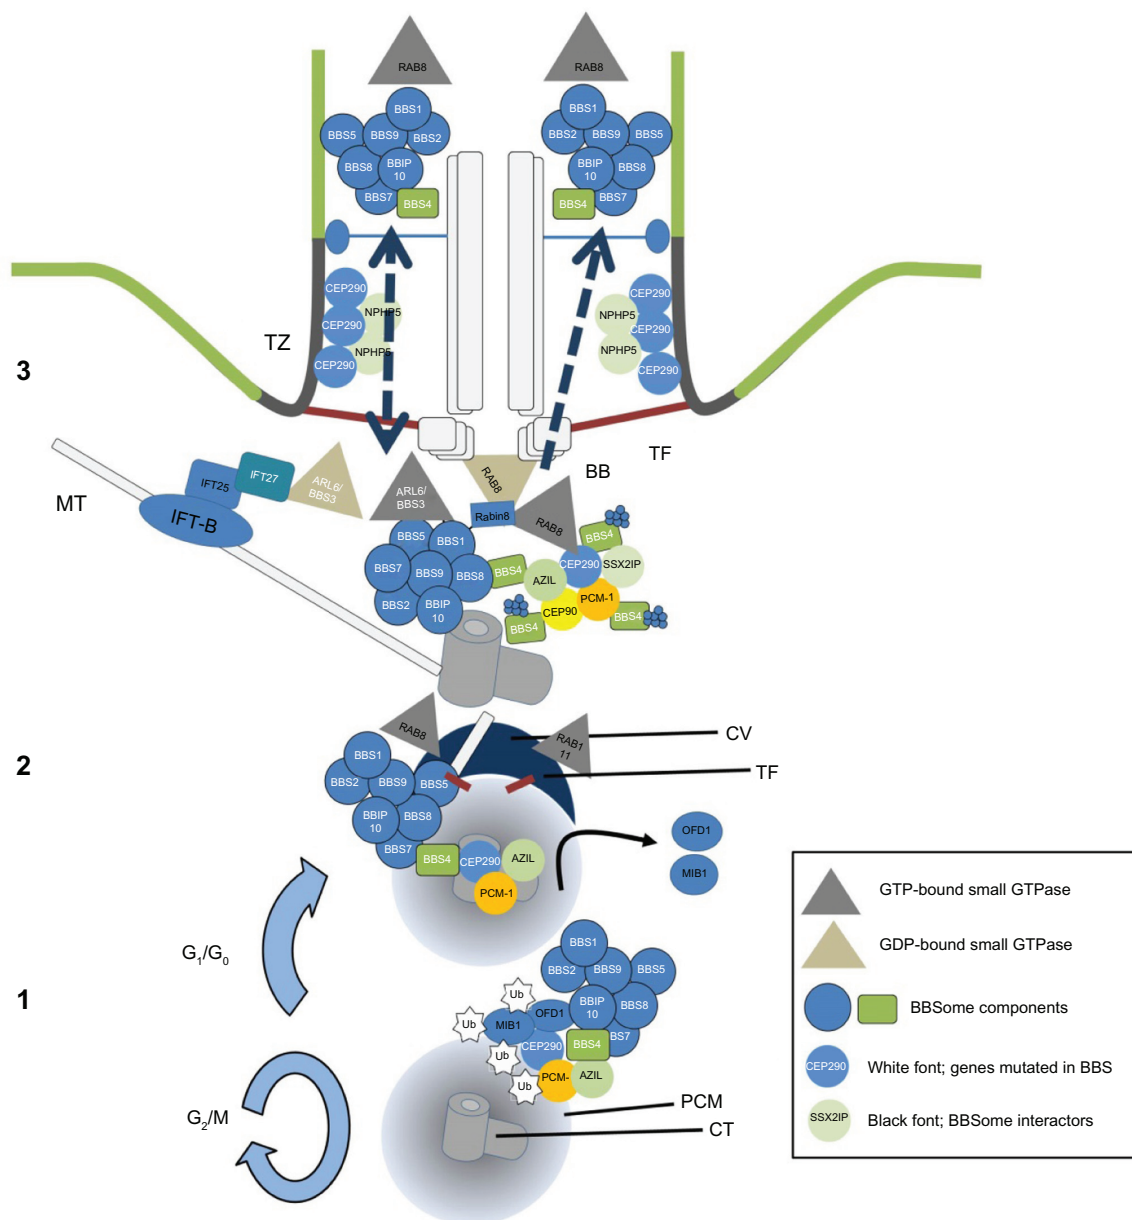 RAB8
RAB8
BBS1
BBS5
BBS9
BBS2
BBS8
BBIP
10
BBS7
BBS4
BBS1
BBS2
BBS9
BBS5
BBIP
10
BBS8
BBS4
BBS7
CEP290
NPHP5
CEP290
NPHP5
CEP290
CEP290
NPHP5
CEP290
NPHP5
CEP290
TZ
3
TF
BB
MT
IFT25
IFT27
ARL6/
BBS3
IFT-B
ARL6/
BBS3
RAB8
Rabin8
RAB8
BBS5
BBS1
BBS7
BBS9
BBS8
BBS2
BBIP
10
BBS4
AZIL
CEP290
SSX2IP
BBS4
CEP90
PCM-1
BBS4
BBS4
2
RAB8
RAB1
11
CV
TF
BBS1
BBS2
BBS9
BBS5
BBIP
10
BBS8
BBS7
BBS4
CEP290
AZIL
PCM-1
OFD1
MIB1
G1/G0
1
G2/M
BBS1
BBS2
BBS9
BBS5
BBIP
10
BBS8
BS7
BBS4
Ub
Ub
MIB1
OFD1
CEP290
Ub
Ub
PCM-
AZIL
PCM
CT
GTP-bound small GTPase
GDP-bound small GTPase
BBSome components
CEP290
White font; genes mutated in BBS
SSX2IP
Black font; BBSome interactors